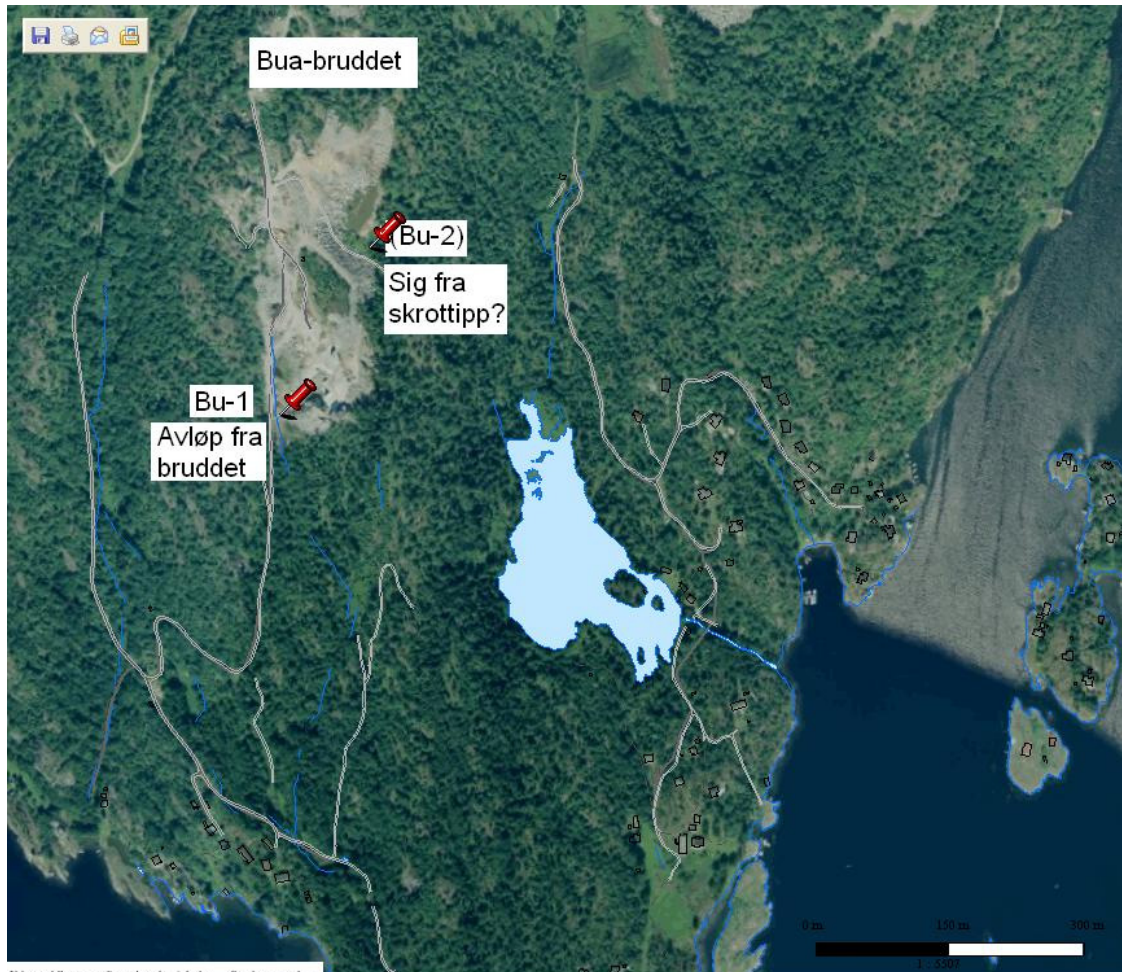 Bua-bruddet
(Bu-2)
Sig fra
skrottipp?
Bu-1
Avløp fra
bruddet
0 m
150 m
300 m